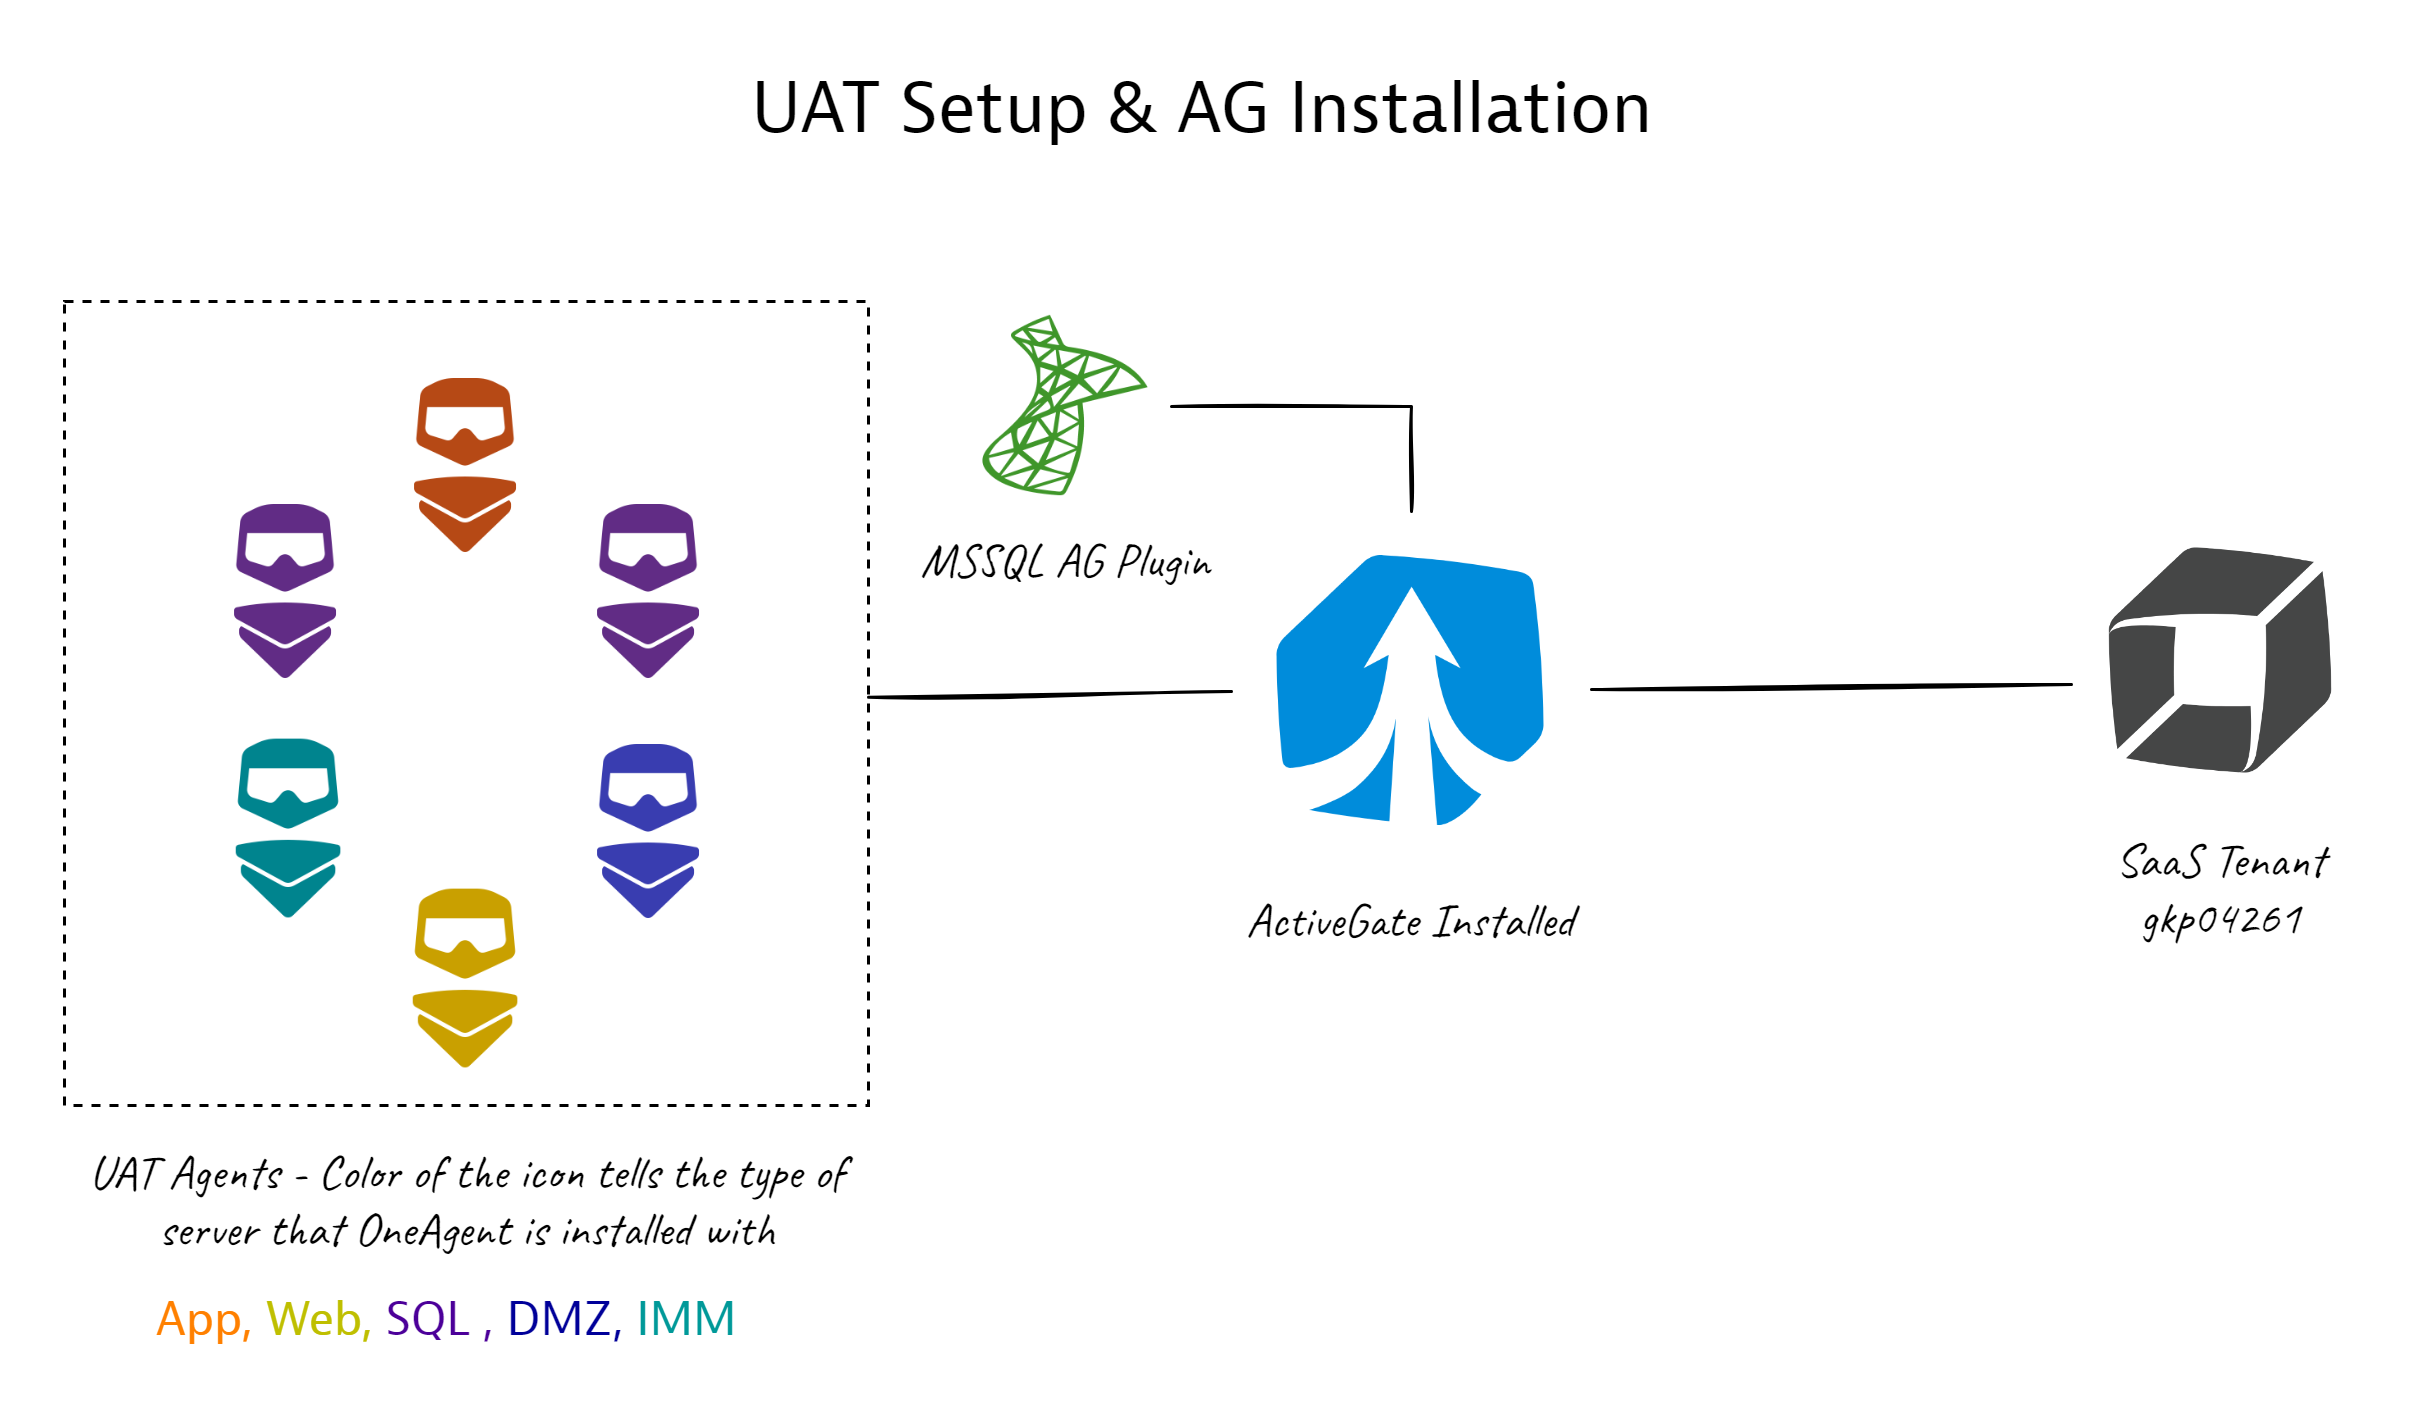 UAT Setup & AG Installation
MSSQL AG Plugin
ActiveGate Installed
SaaS Tenant
gkp04261
UAT Agents - Color of the icon tells the type of
server that OneAgent is installed with
App, Web, SQL , DMZ, IMM